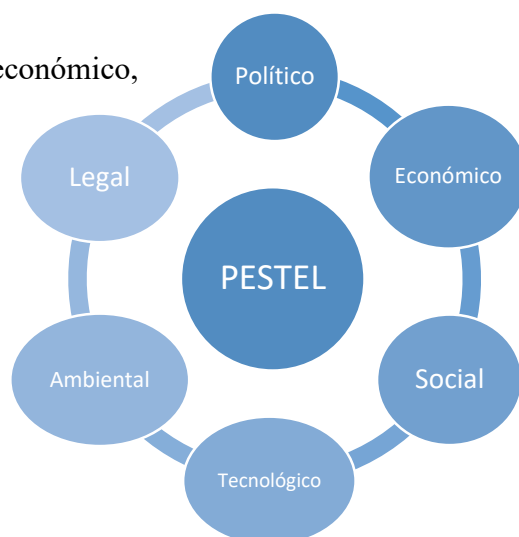 económico,
Político
Económico
Social
Tecnológico
Ambiental
Legal
PESTEL